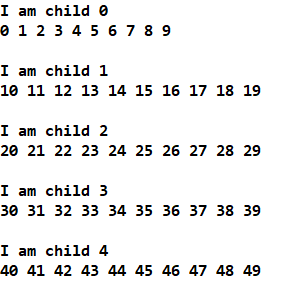 I am child 0
0 1 2 3 4 5 6 7 8 9
I am child 1
10 11 12 13 14 15 16 17 18 19
I am child 2
20 21 22 23 24 25 26 27 28 29
I am child 3
30 31 32 33 34 35 36 37 38 39
I am child 4
40 41 42 43 44 45 46 47 48 49